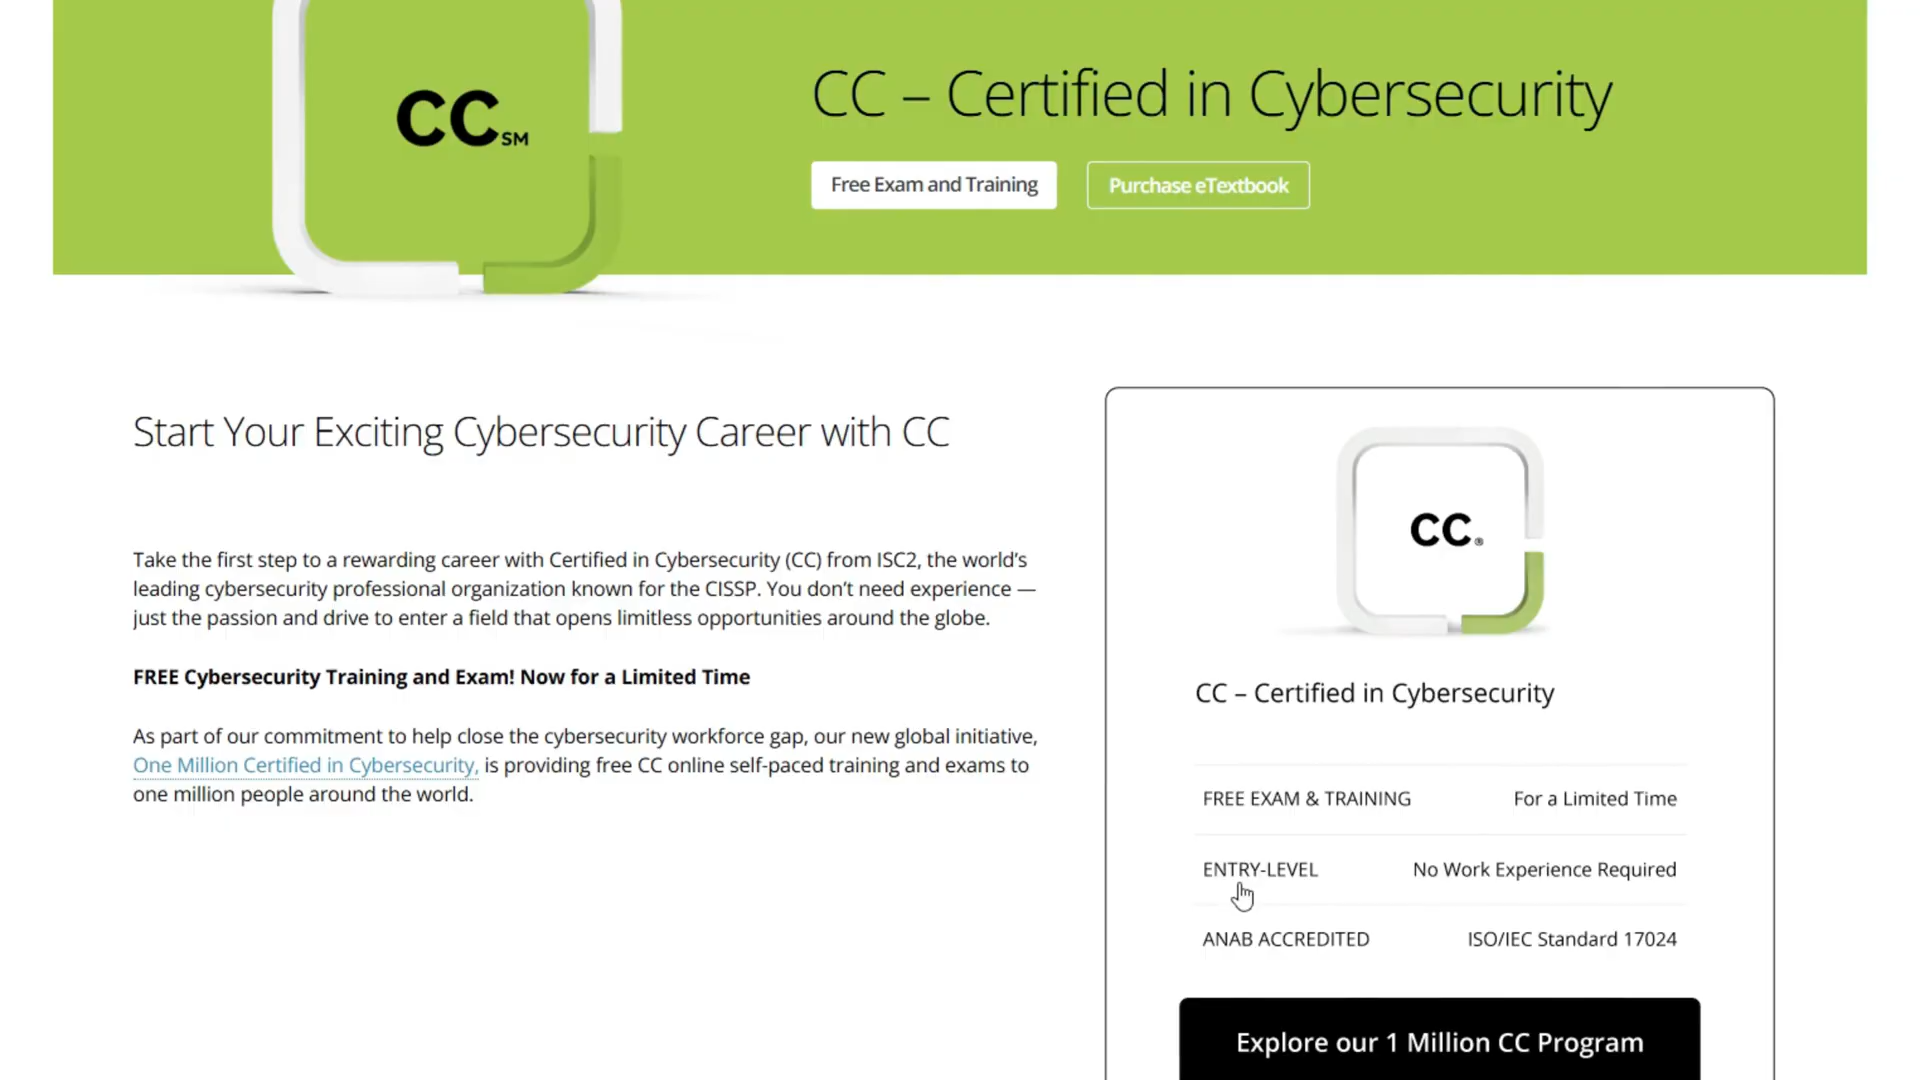 CC SM
CC – Certified in Cybersecurity
Free Exam and Training
Purchase eTextbook
Start Your Exciting Cybersecurity Career with CC
Take the first step to a rewarding career with Certified in Cybersecurity (CC) from ISC2, the world’s
leading cybersecurity professional organization known for the CISSP. You don’t need experience —
just the passion and drive to enter a field that opens limitless opportunities around the globe.
FREE Cybersecurity Training and Exam! Now for a Limited Time
As part of our commitment to help close the cybersecurity workforce gap, our new global initiative,
One Million Certified in Cybersecurity, is providing free CC online self-paced training and exams to
one million people around the world.
CC®
CC – Certified in Cybersecurity
FREE EXAM & TRAINING For a Limited Time
ENTRY-LEVEL No Work Experience Required
ANAB ACCREDITED ISO/IEC Standard 17024
Explore our 1 Million CC Program